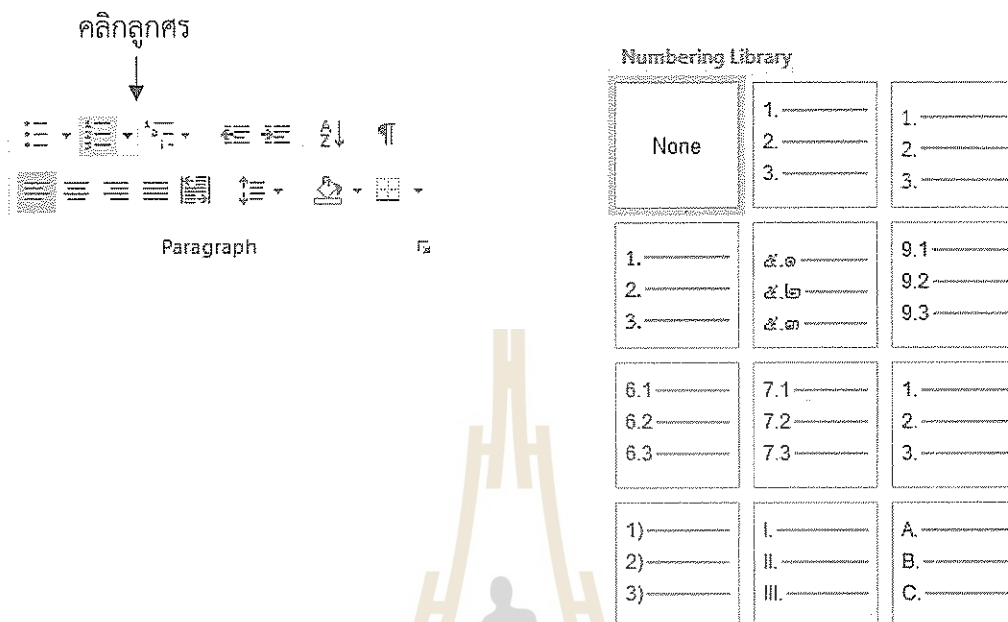 คลิกลูกศร
Paragraph
Numbering Library
None
1.
2.
3.
1.
2.
3.
1.
2.
3.
๕.๑
๕.๒
๕.๓
9.1
9.2
9.3
6.1
6.2
6.3
7.1
7.2
7.3
1.
2.
3.
1)
2)
3)
I.
II.
III.
A.
B.
C.